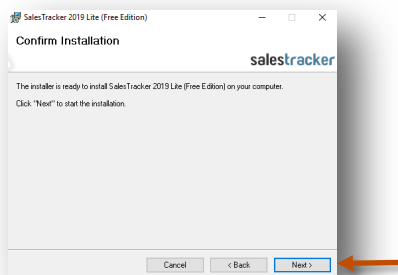 SalesTracker 2019 Lite (Free Edition)
Confirm Installation
salestracker
The installer is ready to install SalesTracker 2019 Lite (Free Edition) on your computer.
Click "Next" to start the installation.
Cancel
< Back
Next >